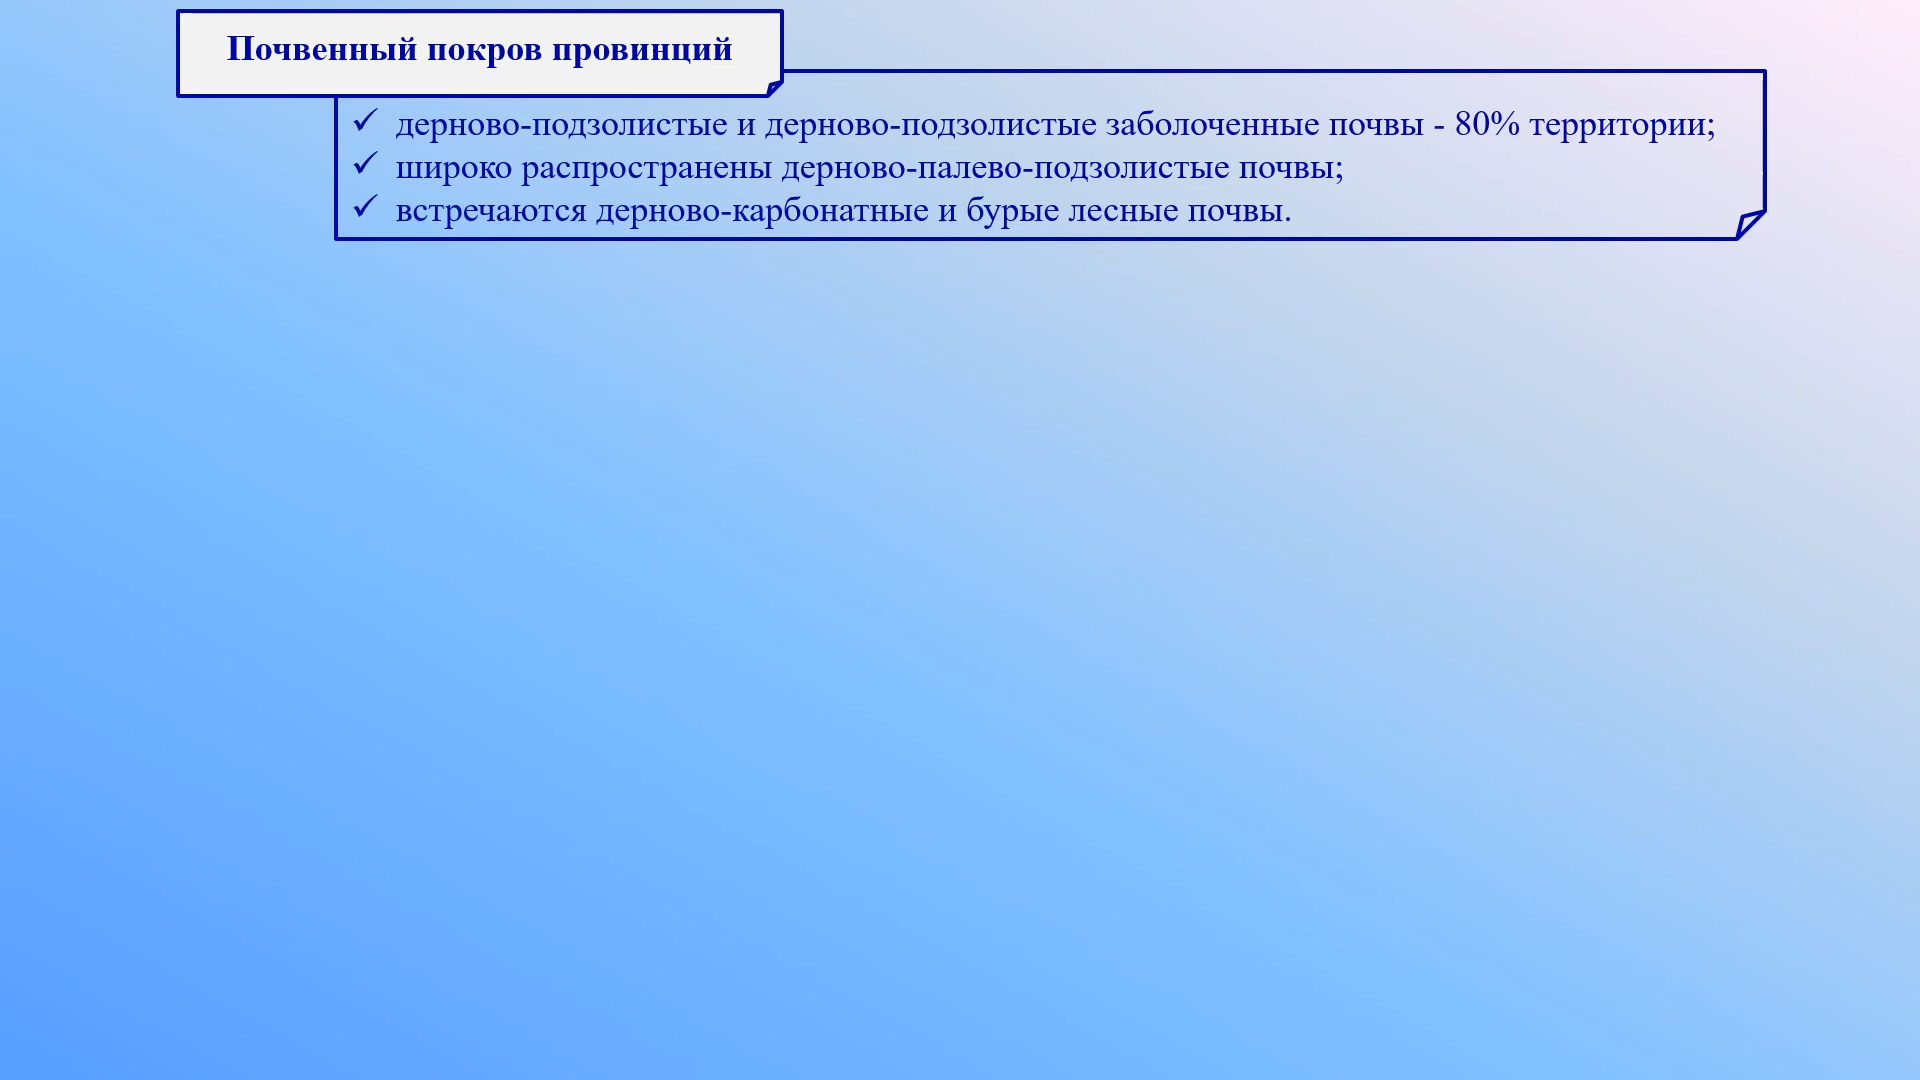 Почвенный покров провинций
✓ дерново-подзолистые и дерново-подзолистые заболоченные почвы - 80% территории;
✓ широко распространены дерново-палево-подзолистые почвы;
✓ встречаются дерново-карбонатные и бурые лесные почвы.